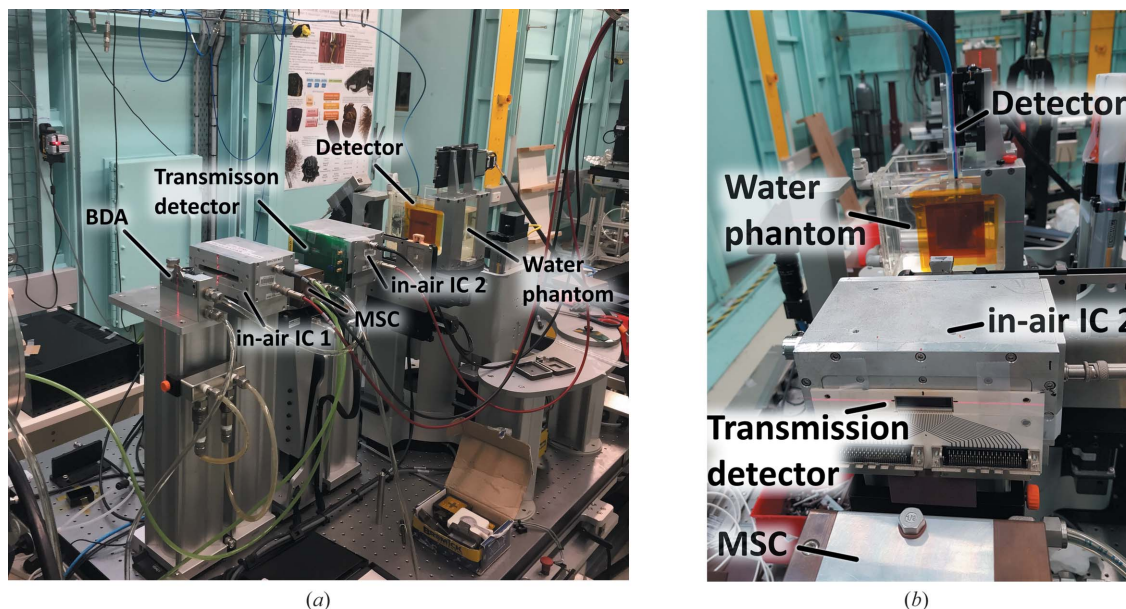 Detector
Transmisson
detector
BDA
Water
phantom
in-air IC 2
MSC
in-air IC 1
(a)
Detector
Water
phantom
in-air IC 2
Transmission
detector
MSC
(b)